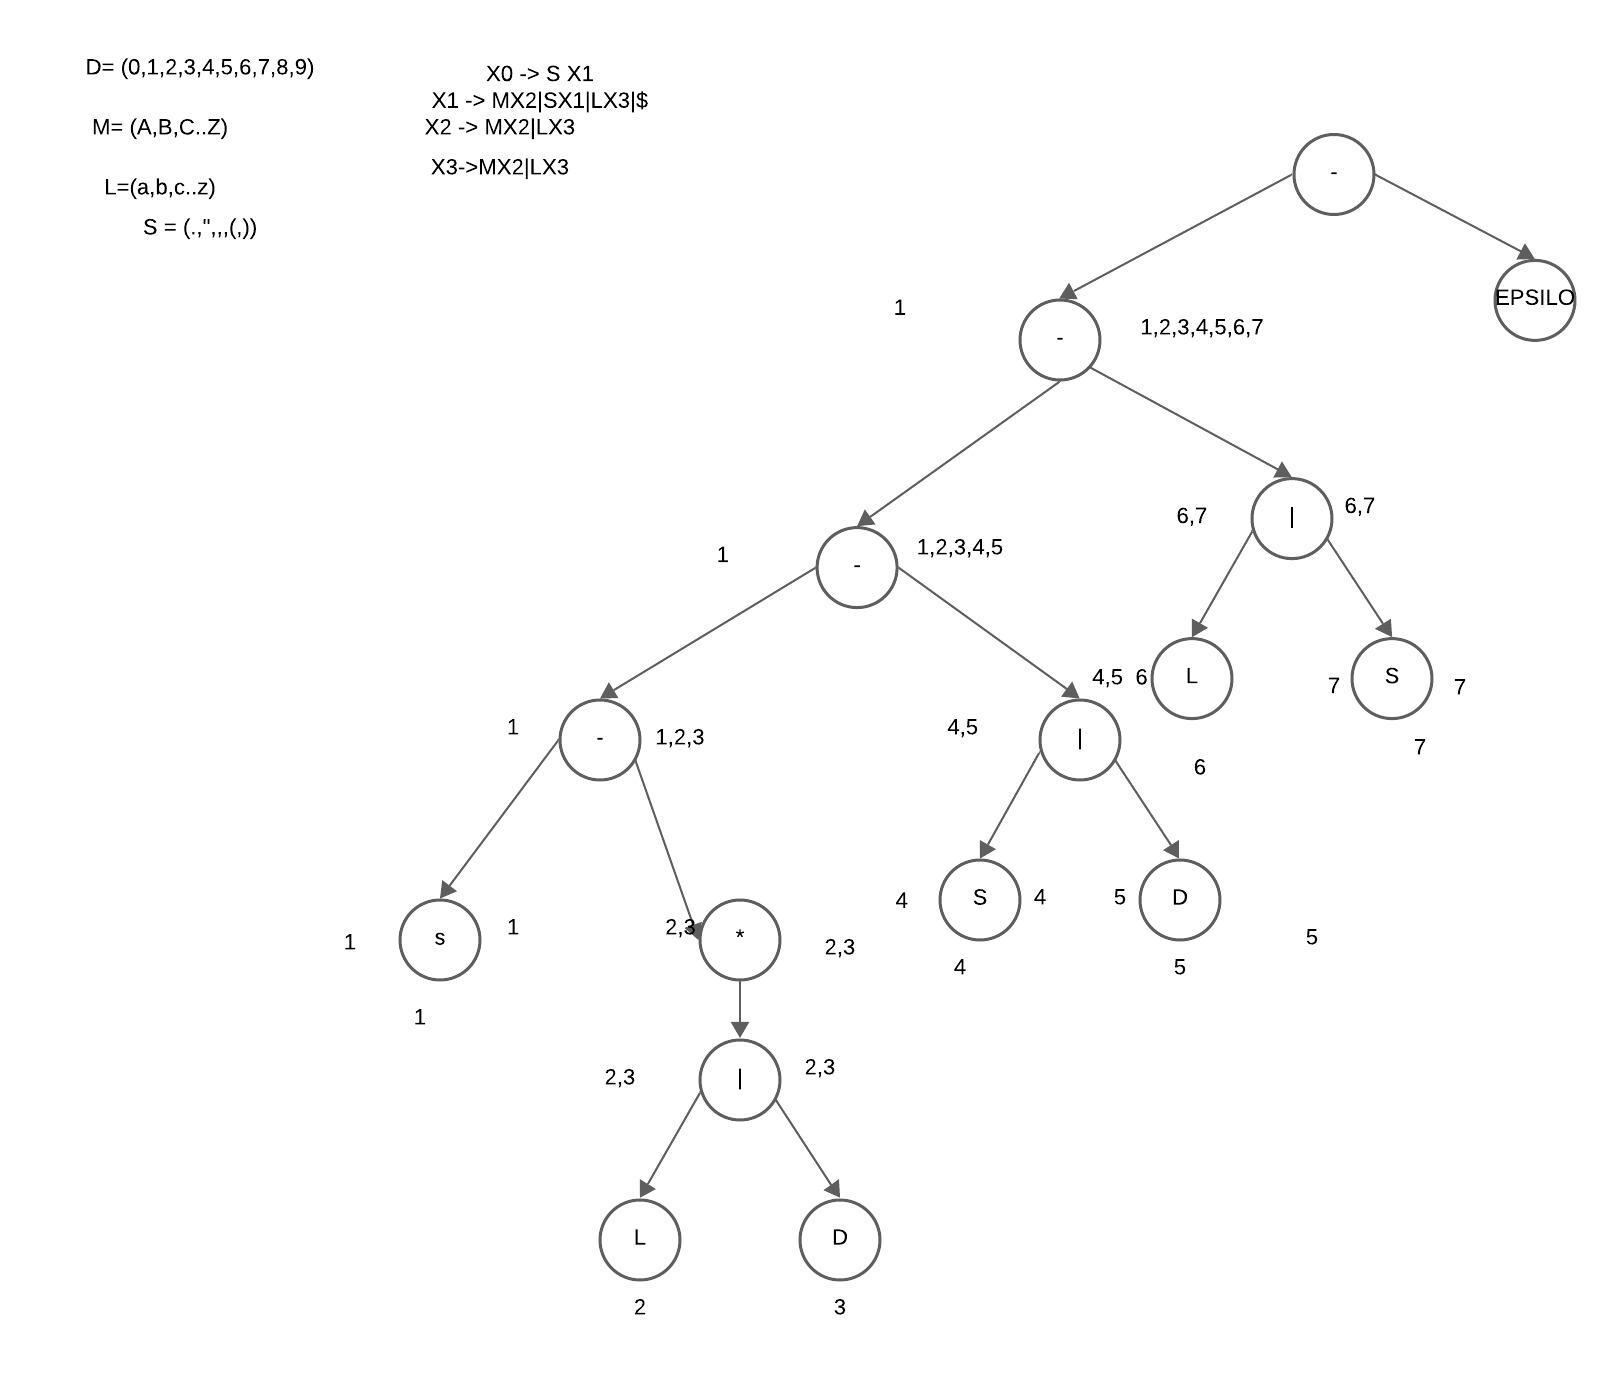 D= (0,1,2,3,4,5,6,7,8,9)
M= (A,B,C..Z)
L=(a,b,c..z)
S = (.,",,,(,))
X0 -> S X1
X1 -> MX2|SX1|LX3|$
X2 -> MX2|LX3
X3->MX2|LX3
-
EPSILO
1
-
1,2,3,4,5,6,7
1
-
1,2,3,4,5
6,7
|
6,7
1
-
1,2,3
4,5
|
4,5
6
L
6
7
S
7
7
1
s
1
1
2,3
*
2,3
4
S
4
4
5
D
5
5
2,3
|
2,3
L
2
D
3